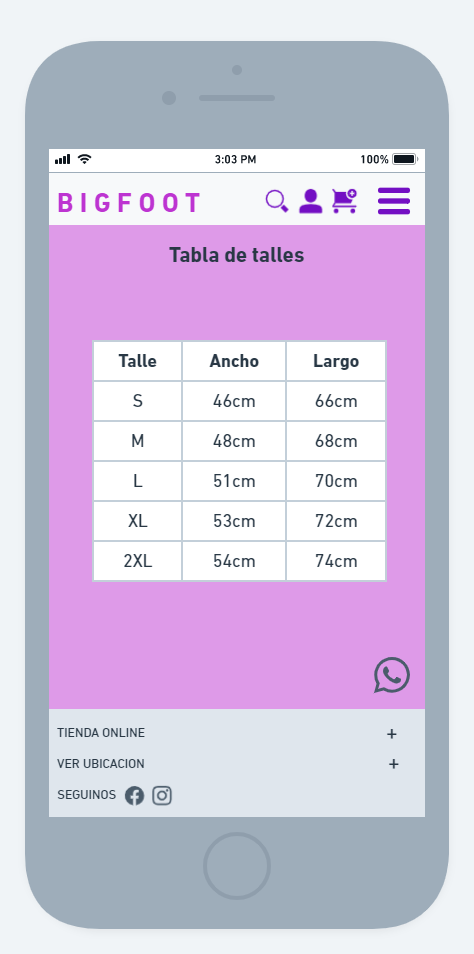 3:03 PM 100%
BIGFOOT
Tabla de talles
Talle Ancho Largo
S 46cm 66cm
M 48cm 68cm
L 51cm 70cm
XL 53cm 72cm
2XL 54cm 74cm
TIENDA ONLINE +
VER UBICACION +
SEGUINOS